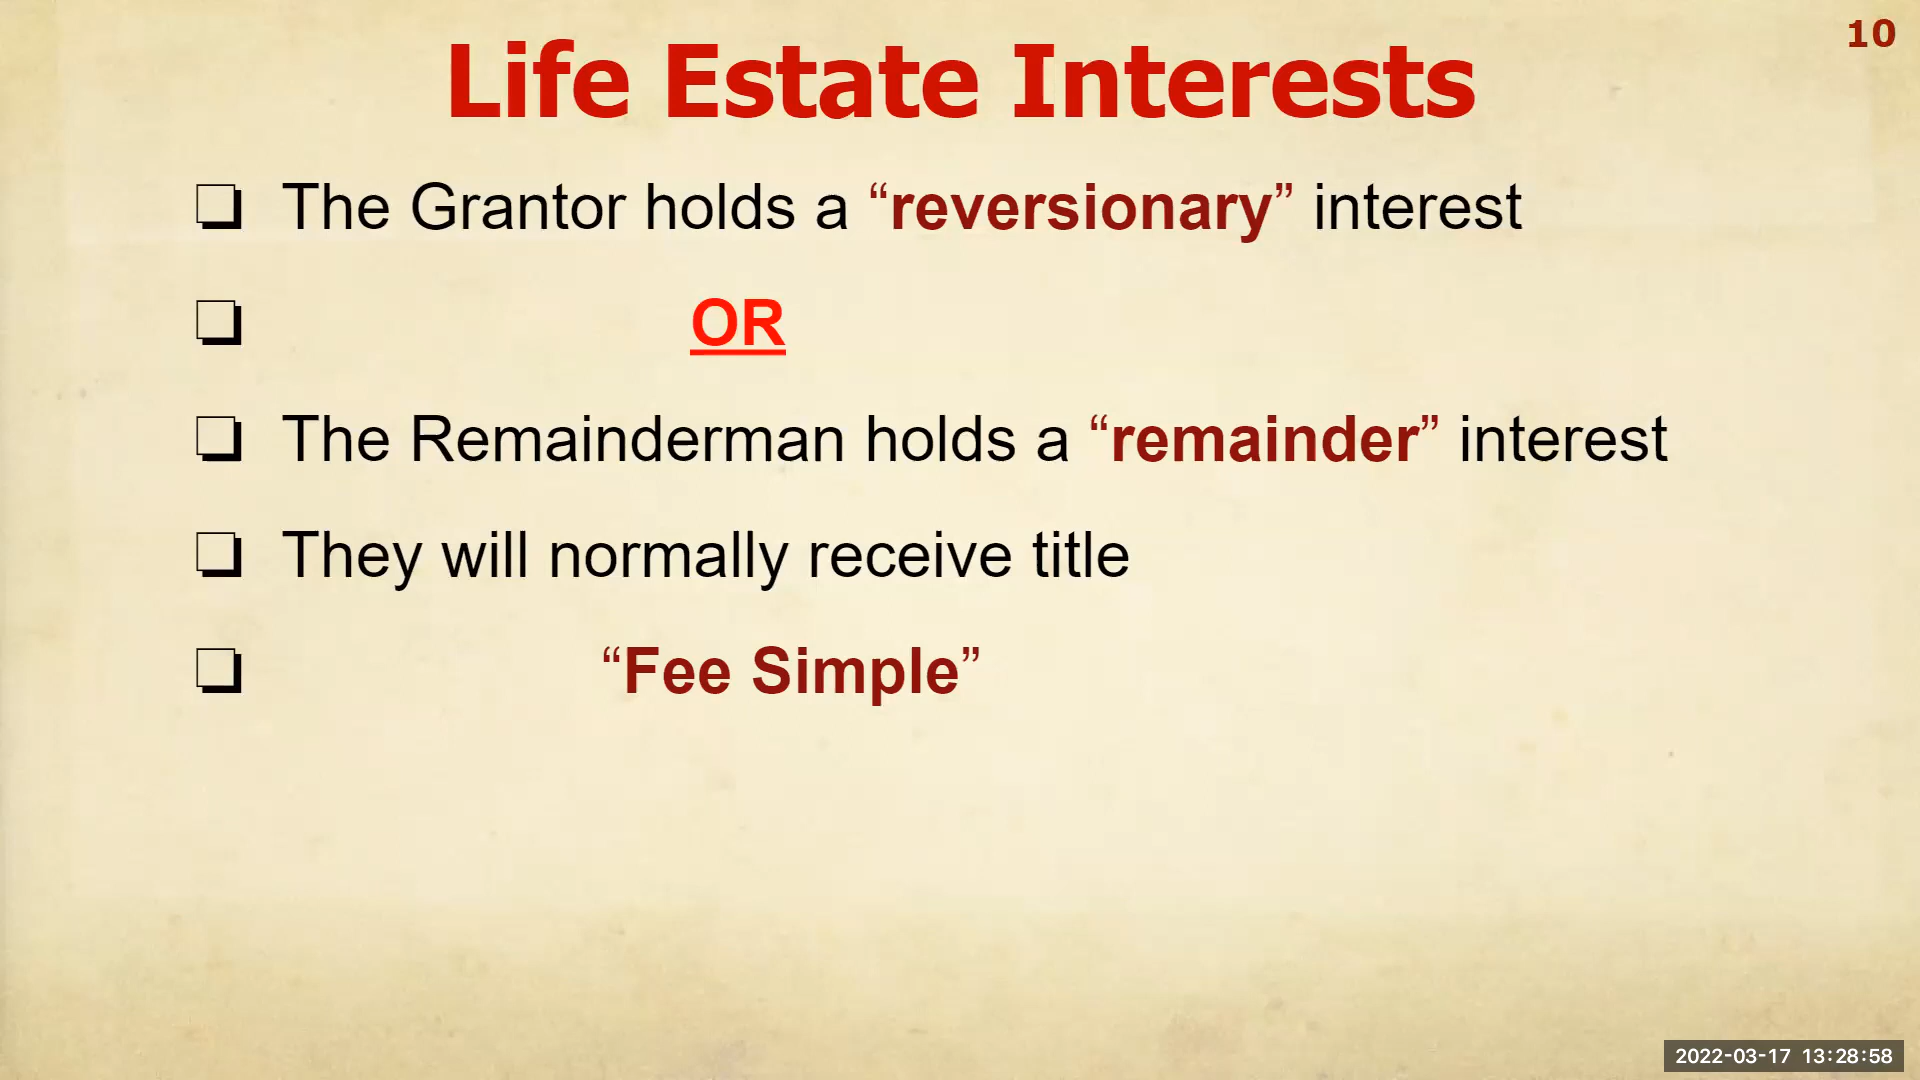 10
Life Estate Interests
❏ The Grantor holds a “reversionary” interest
❏ OR
❏ The Remainderman holds a “remainder” interest
❏ They will normally receive title
❏ “Fee Simple”
2022-03-17 13:28:58